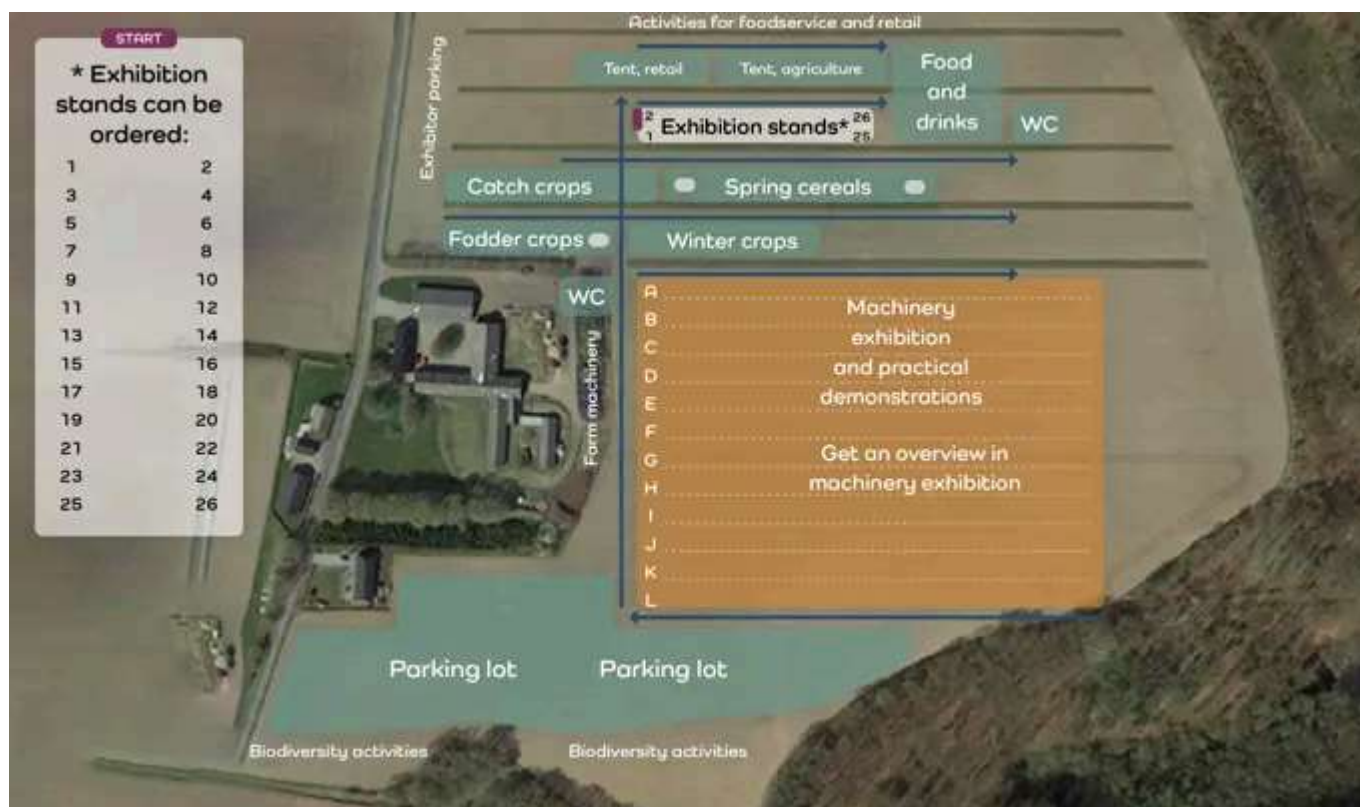 START
* Exhibition
stands can be
ordered:
1 2
3 4
5 6
7 8
9 10
11 12
13 14
15 16
17 18
19 20
21 22
23 24
25 26
Exhibitor parking
Activities for foodservice and retail
Tent, retail
Tent, agriculture
Food
and
drinks
WC
2
1
Exhibition stands*
26
25
Catch crops
Spring cereals
Fodder crops
Winter crops
WC
Farm machinery
A
B
C
D
E
F
G
H
I
J
K
L
Machinery
exhibition
and practical
demonstrations
Get an overview in
machinery exhibition
Parking lot
Parking lot
Biodiversity activities
Biodiversity activities